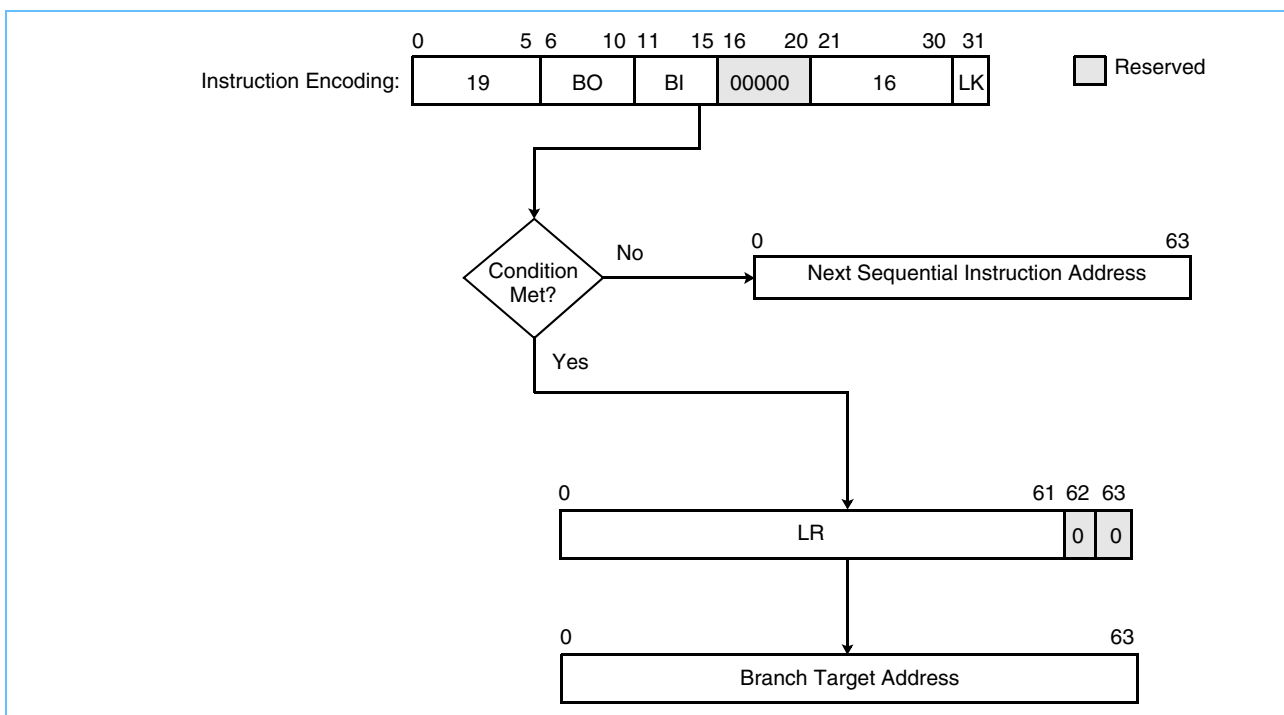 0 5 6 10 11 15 16 20 21 30 31
Instruction Encoding: 19 BO BI 00000 16 LK Reserved
No
0 63
Condition
Met?
Next Sequential Instruction Address
Yes
0 61 62 63
LR 0 0
0 63
Branch Target Address